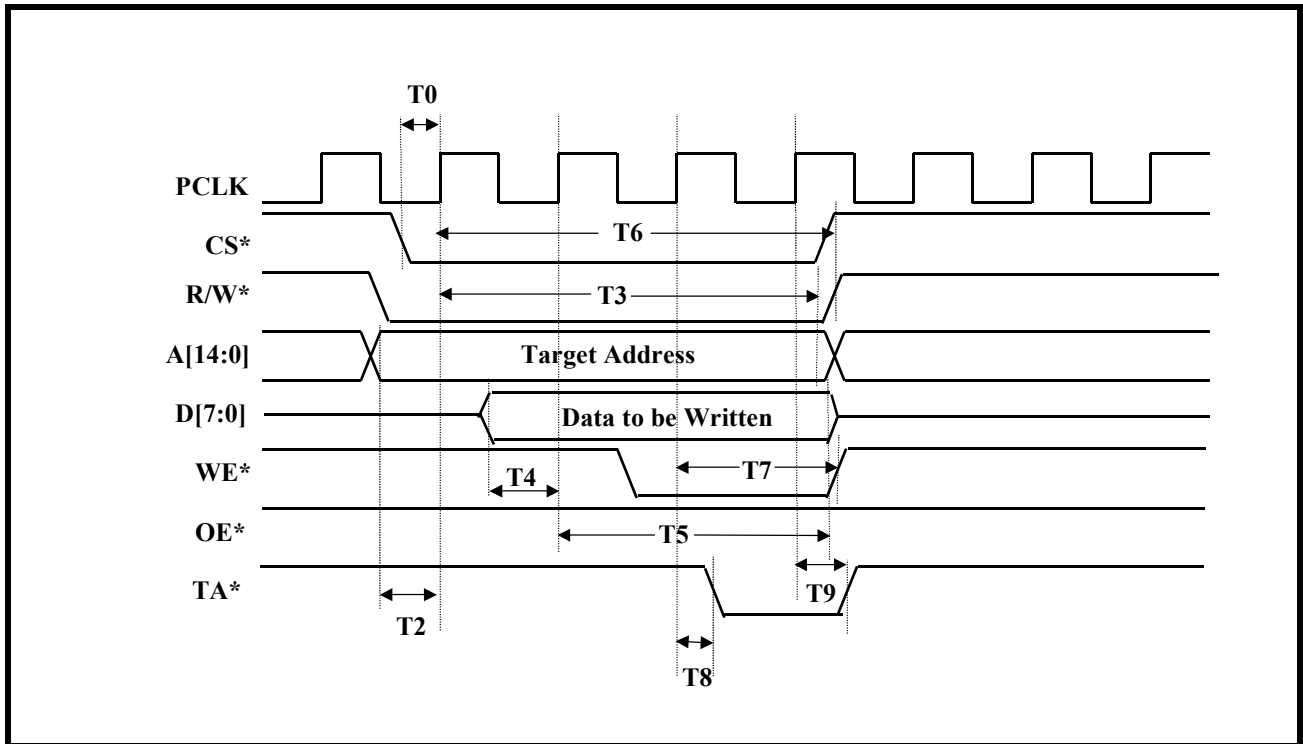 T0
PCLK
T6
CS*
R/W*
T3
A[14:0]
Target Address
D[7:0]
Data to be Written
WE*
T4
T7
OE*
T5
TA*
T9
T2
T8